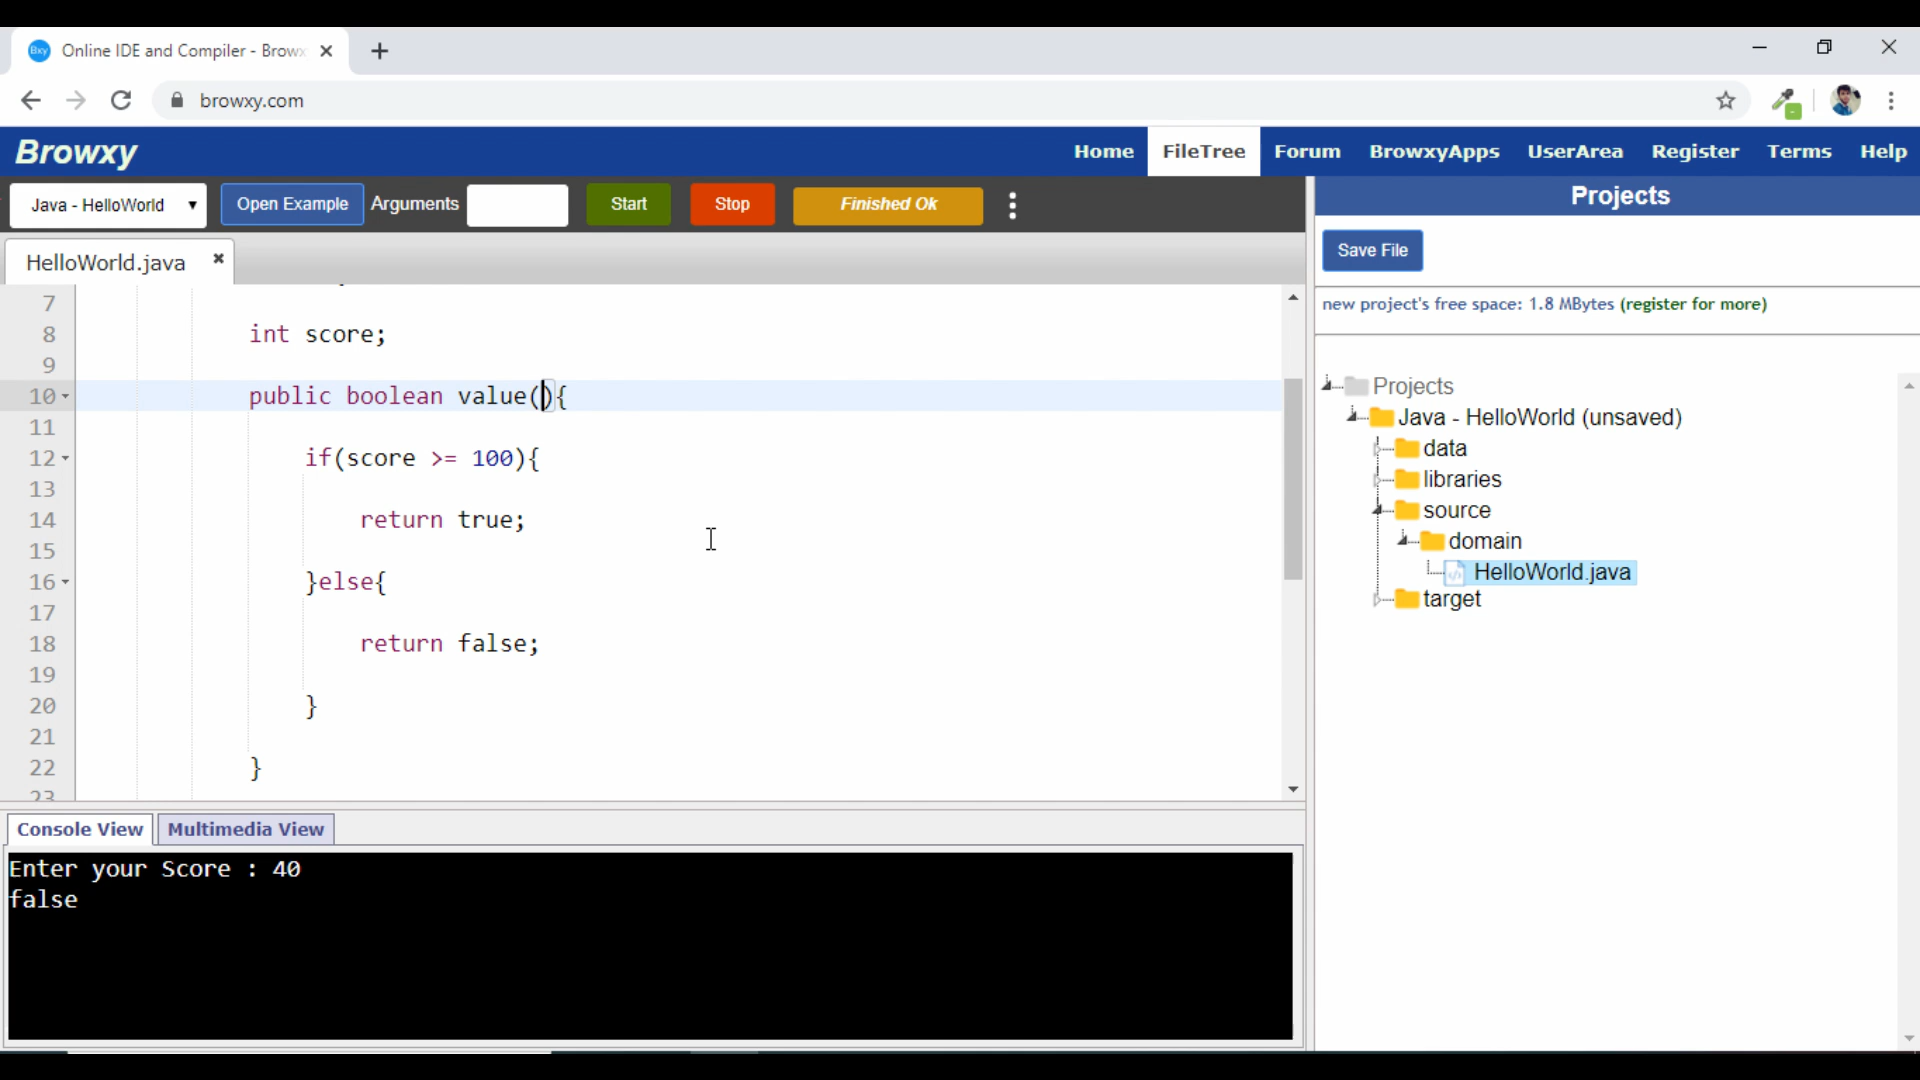 Bxy Online IDE and Compiler - Brow
browxy.com
Browxy
Home FileTree Forum BrowxyApps UserArea Register Terms Help
Java - HelloWorld Open Example Arguments Start Stop Finished Ok
Projects
Save File
HelloWorld.java
new project's free space: 1.8 MBytes (register for more)
7
8 int score;
9
10 public boolean value(){
11
12 if(score >= 100){
13
14 return true;
15
16 }else{
17
18 return false;
19
20 }
21
22 }
23
Projects
Java - HelloWorld (unsaved)
data
libraries
source
domain
HelloWorld.java
target
Console View Multimedia View
Enter your Score : 40
false